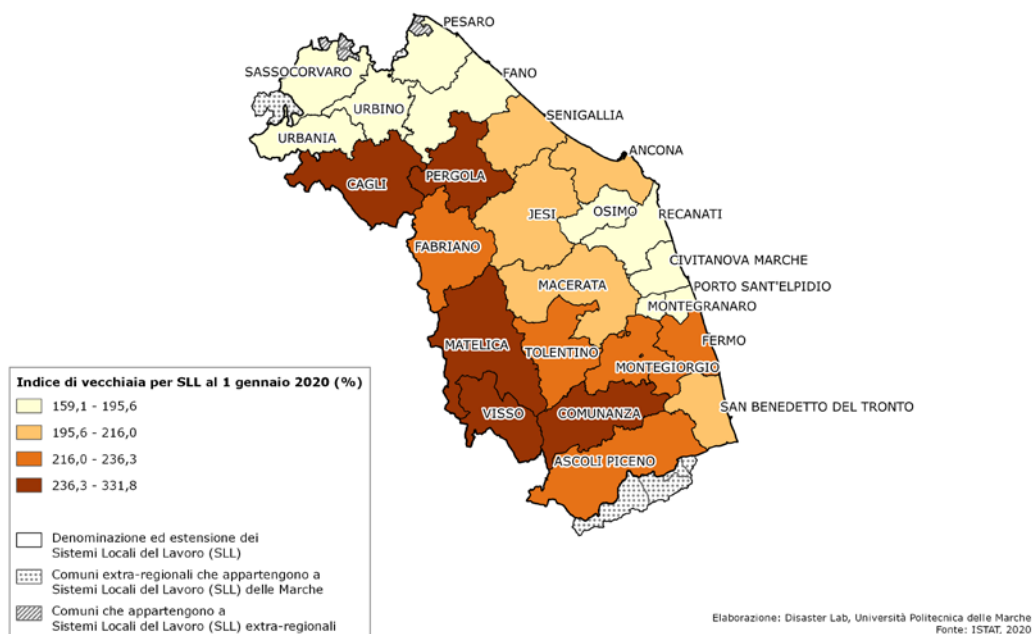 PESARO
SASSOCORVARO
FANO
URBINO
SENIGALLIA
URBANIA
ANCONA
PERGOLA
CAGLI
OSIMO
RECANATI
JESI
FABRIANO
CIVITANOVA MARCHE
MACERATA
PORTO SANT'ELPIDIO
MONTEGRANARO
FERMO
MATELICA
TOLENTINO
MONTEGIORGIO
SAN BENEDETTO DEL TRONTO
VISSO
COMUNANZA
ASCOLI PICENO
Indice di vecchiaia per SLL al 1 gennaio 2020 (%)
159,1 - 195,6
195,6 - 216,0
216,0 - 236,3
236,3 - 331,8
Denominazione ed estensione dei
Sistemi Locali del Lavoro (SLL)
Comuni extra-regionali che appartengono a
Sistemi Locali del Lavoro (SLL) delle Marche
Comuni che appartengono a
Sistemi Locali del Lavoro (SLL) extra-regionali
Elaborazione: Disaster Lab, Università Politecnica delle Marche
Fonte: ISTAT, 2020